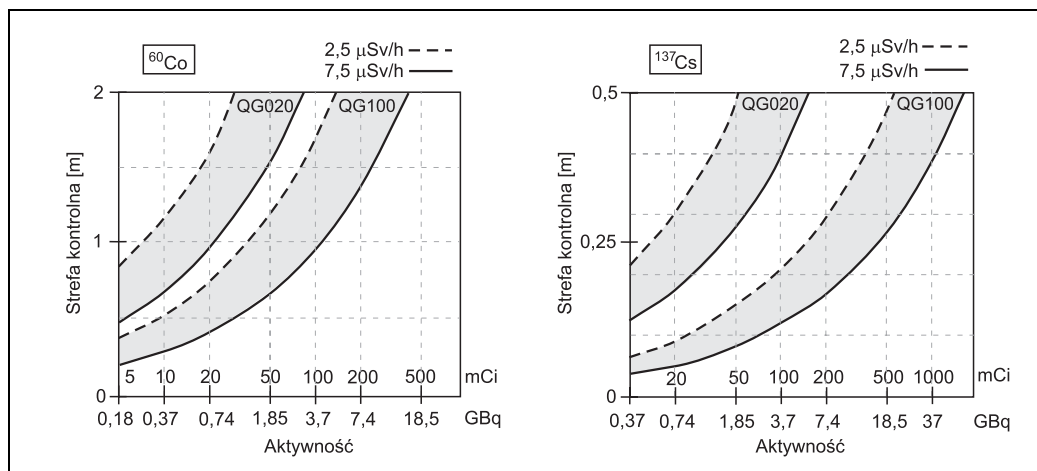 60Co
2,5 μSv/h
7,5 μSv/h
QG020
QG100
Strefa kontrolna [m]
2
1
0
5 10 20 50 100 200 500 mCi
0,18 0,37 0,74 1,85 3,7 7,4 18,5 GBq
Aktywność
137Cs
2,5 μSv/h
7,5 μSv/h
QG020
QG100
Strefa kontrolna [m]
0,5
0,25
0
20 50 100 200 500 1000 mCi
0,37 0,74 1,85 3,7 7,4 18,5 37 GBq
Aktywność